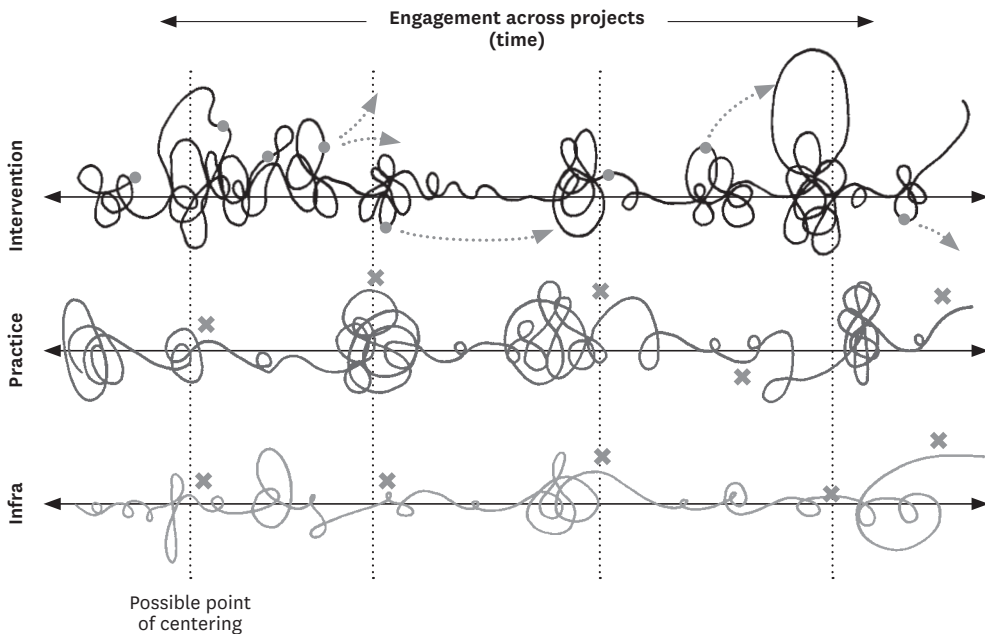 Engagement across projects
(time)
Intervention
Practice
Infra
Possible point
of centering